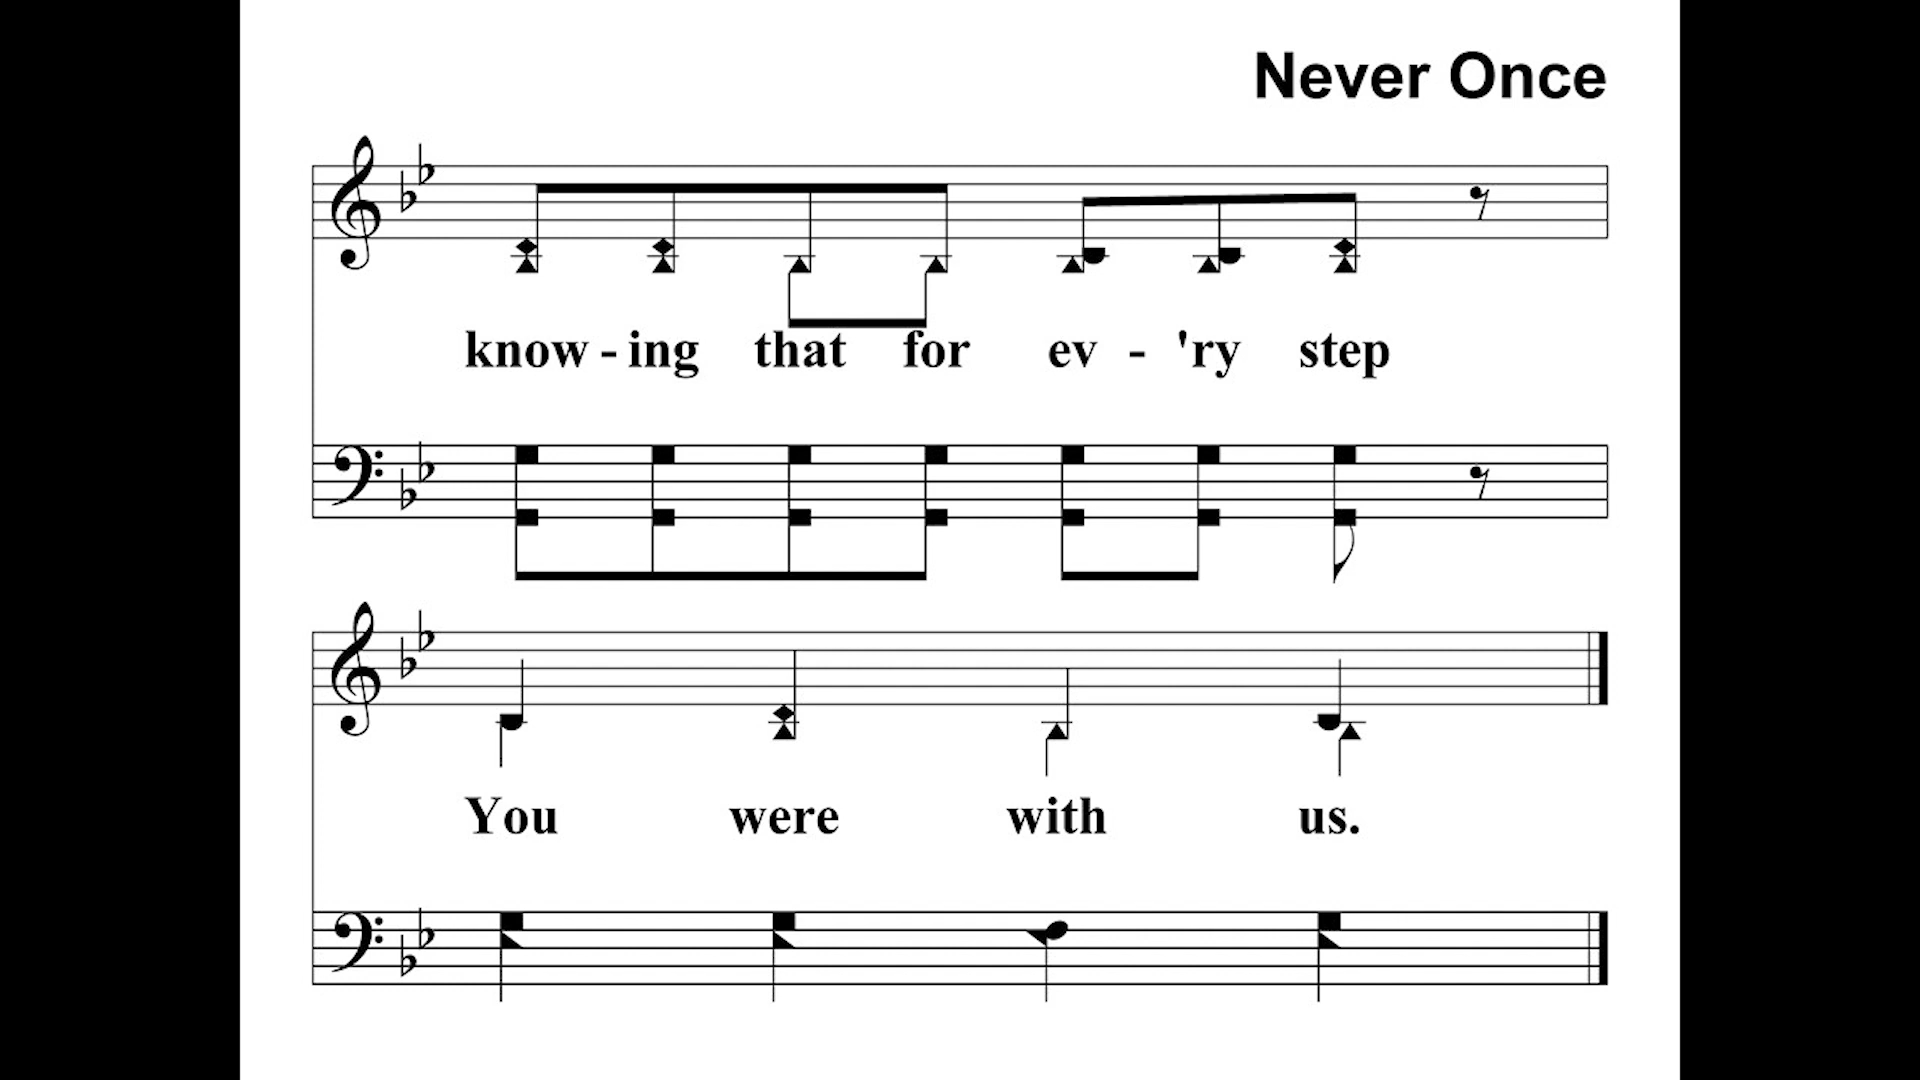 Never Once
know - ing that for ev - 'ry step
You were with us.